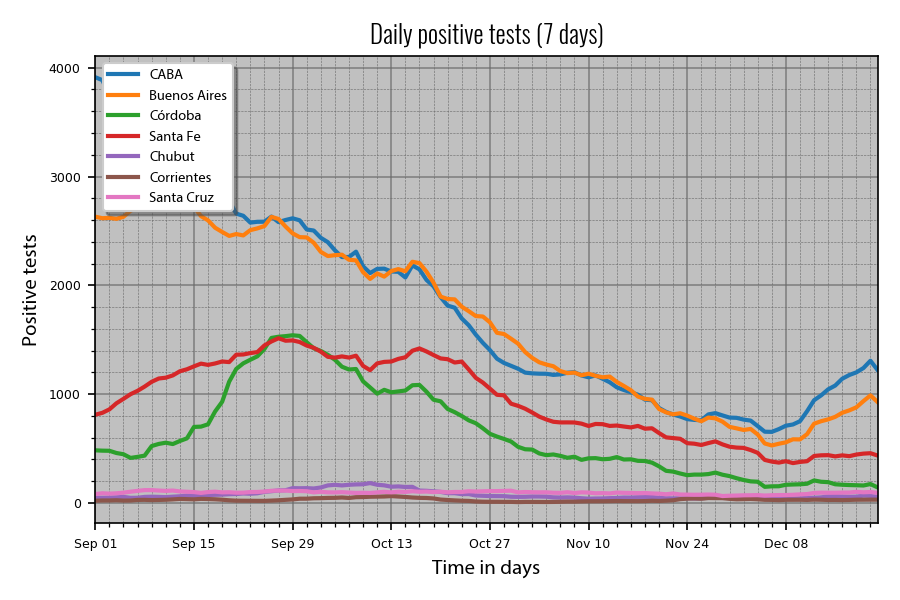 Daily positive tests (7 days)
4000
3000
2000
1000
0
Positive tests
CABA
Buenos Aires
Córdoba
Santa Fe
Chubut
Corrientes
Santa Cruz
Sep 01 Sep 15 Sep 29 Oct 13 Oct 27 Nov 10 Nov 24 Dec 08
Time in days